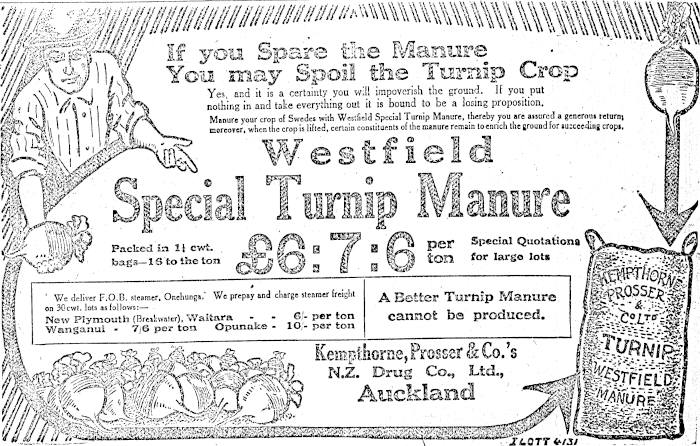 If you Spare the Manure
You may Spoil the Turnip Crop
Yes, and it is a certainty you will impoverish the ground. If you put
nothing in and take everything out it is bound to be a losing proposition.
Manure your crop of Swedes with Westfield Special Turnip Manure, thereby you are assured a generous return;
moreover, when the crop is lifted, certain constituents of the manure remain to enrich the ground for succeeding crops.
Westfield
Special Turnip Manure
Packed in 1¼ cwt.
bags—16 to the ton
£6:7:6
per
ton
Special Quotations
for large lots
We deliver F.O.B. steamer, Onehunga. We prepay and charge steamer freight
on 30cwt. lots as follows:—
New Plymouth (Breakwater), Waitara - - 6/- per ton
Wanganui - 7/6 per ton Opunake - 10/- per ton
A Better Turnip Manure
cannot be produced.
Kempthorne, Prosser & Co.'s
N.Z. Drug Co., Ltd.,
Auckland
KEMPTHORNE
PROSSER
&
Co LTD
TURNIP
WESTFIELD
MANURE
ILOTT 4131